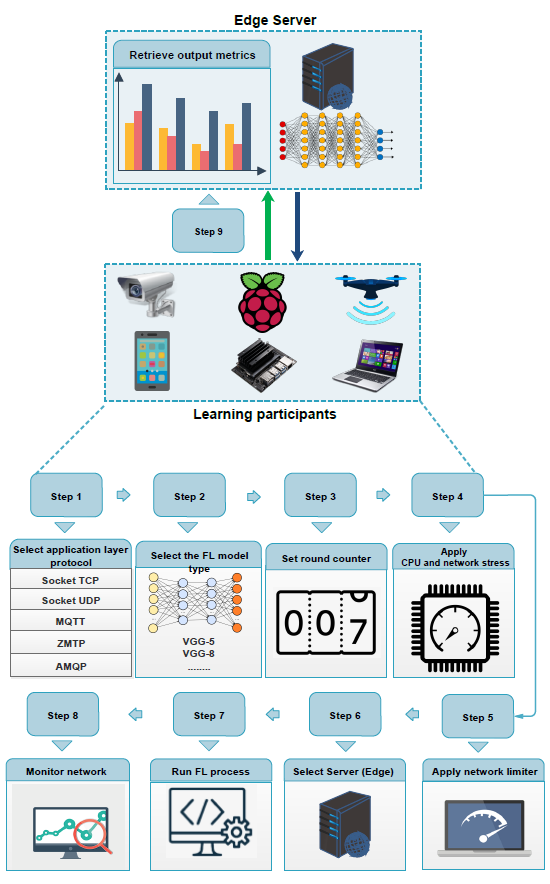 Edge Server
Retrieve output metrics
Step 9
Learning participants
Step 1
Step 2
Step 3
Step 4
Select application layer
protocol
Socket TCP
Socket UDP
MQTT
ZMTP
AMQP
Select the FL model
type
VGG-5
VGG-8
........
Set round counter
0 0 7
Apply
CPU and network stress
Step 8
Step 7
Step 6
Step 5
Monitor network
Run FL process
</>
Select Server (Edge)
Apply network limiter